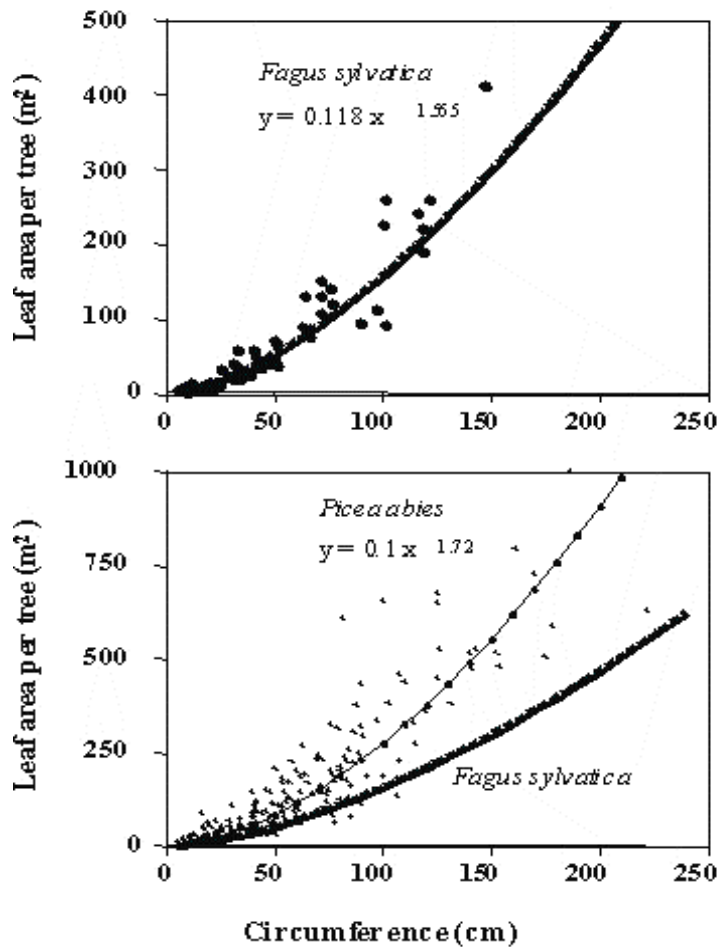 500
400
300
200
100
0
Leaf area per tree (m²)
Fagus sylvatica
y = 0.118 x 1.565
0 50 100 150 200 250
1000
750
500
250
0
Leaf area per tree (m²)
Picea abies
y = 0.1 x 1.72
Fagus sylvatica
0 50 100 150 200 250
Circumference (cm)